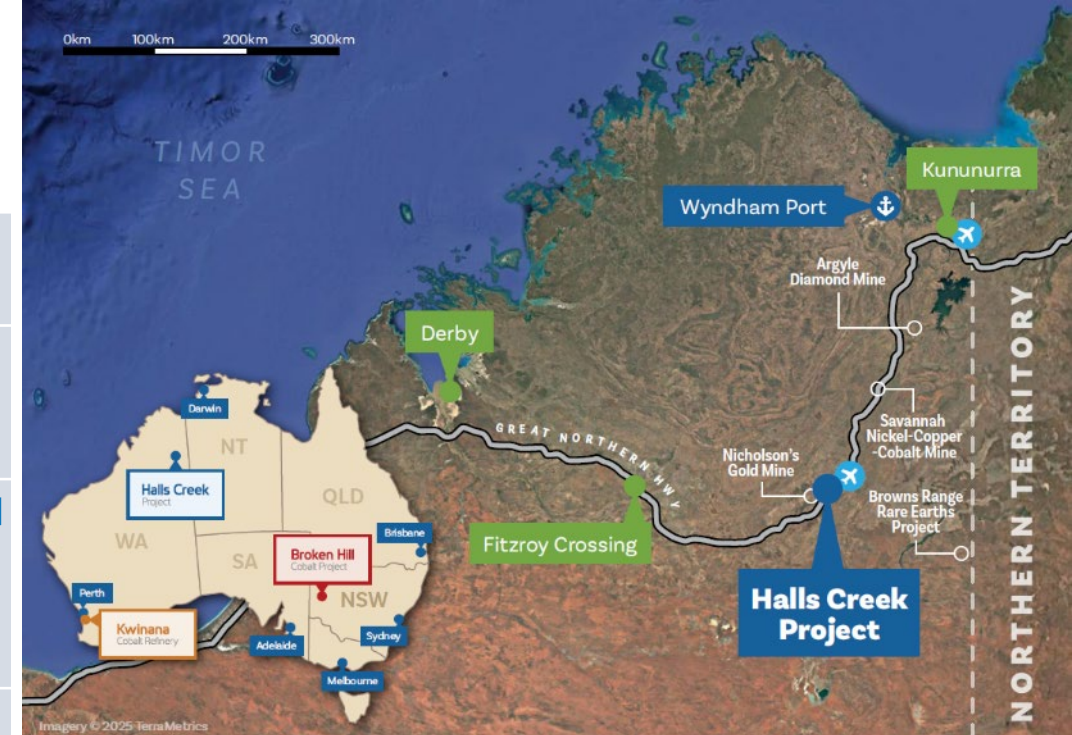 0km 100km 200km 300km
TIMOR
SEA
Kununurra
Wyndham Port
Argyle
Diamond Mine
Derby
GREAT NORTHERN HWY
Savannah
Nickel-Copper
-Cobalt Mine
Nicholson's
Gold Mine
Browns Range
Rare Earths
Project
Fitzroy Crossing
Halls Creek
Project
NORTHERN TERRITORY
Darwin
NT
Halls Creek
Project
QLD
WA
Brisbane
SA
Broken Hill
Cobalt Project
NSW
Perth
Kwinana
Cobalt Refinery
Sydney
Adelaide
Melbourne
Imagery © 2025 TerraMetrics